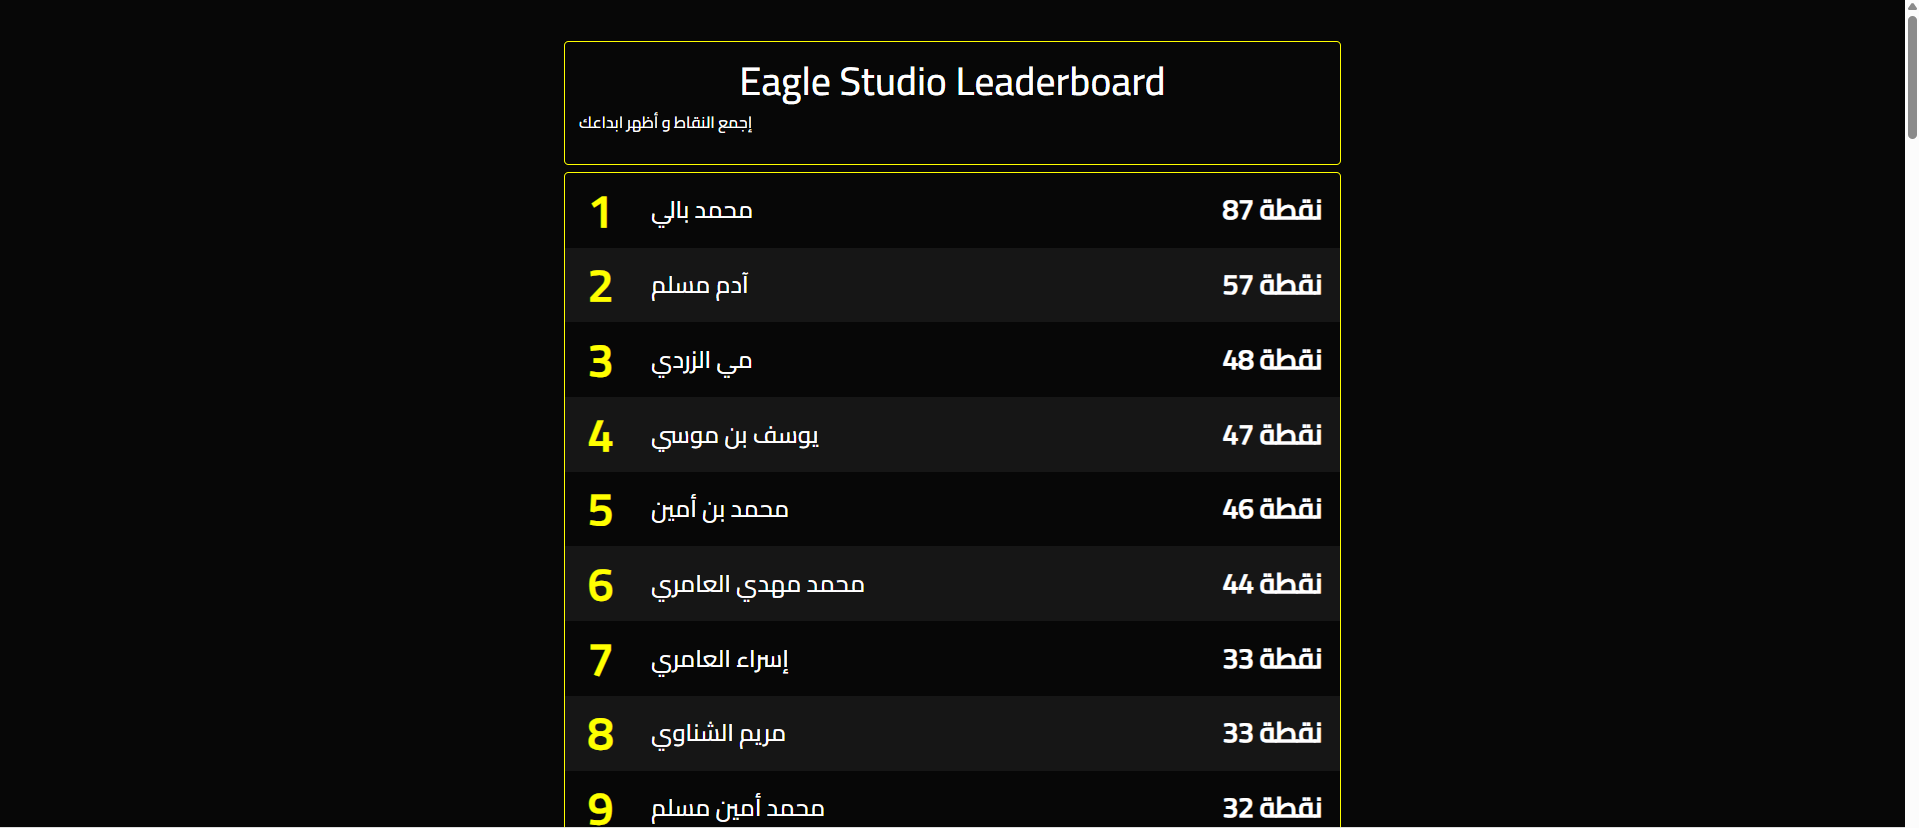 Eagle Studio Leaderboard
إجمع النقاط و أظهر ابداعك
1 محمد بالي 87 نقطة
2 آدم مسلم 57 نقطة
3 مي الزردي 48 نقطة
4 يوسف بن موسي 47 نقطة
5 محمد بن أمين 46 نقطة
6 محمد مهدي العامري 44 نقطة
7 إسراء العامري 33 نقطة
8 مريم الشناوي 33 نقطة
9 محمد أمين مسلم 32 نقطة